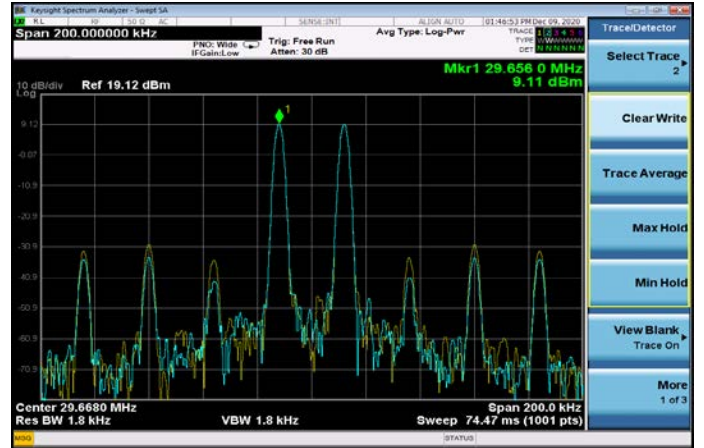 Keysight Spectrum Analyzer - Swept SA
RL RF 50 Ω AC SENSE:INT ALIGN AUTO 01:46:53 PM Dec 09, 2020
Span 200.000000 kHz
PNO: Wide
IFGain:Low
Trig: Free Run
Atten: 30 dB
Avg Type: Log-Pwr
TRACE 1 2 3 4 5 6
TYPE
DET N N N N N N
Mkr1 29.656 0 MHz
9.11 dBm
10 dB/div
Log
Ref 19.12 dBm
1
9.12
-0.87
-10.9
-20.9
-30.9
-40.9
-50.9
-60.9
-70.9
Center 29.6680 MHz
Span 200.0 kHz
Res BW 1.8 kHz
VBW 1.8 kHz
Sweep 74.47 ms (1001 pts)
MSG
STATUS
Trace/Detector
Select Trace
2
Clear Write
Trace Average
Max Hold
Min Hold
View Blank
Trace On
More
1 of 3